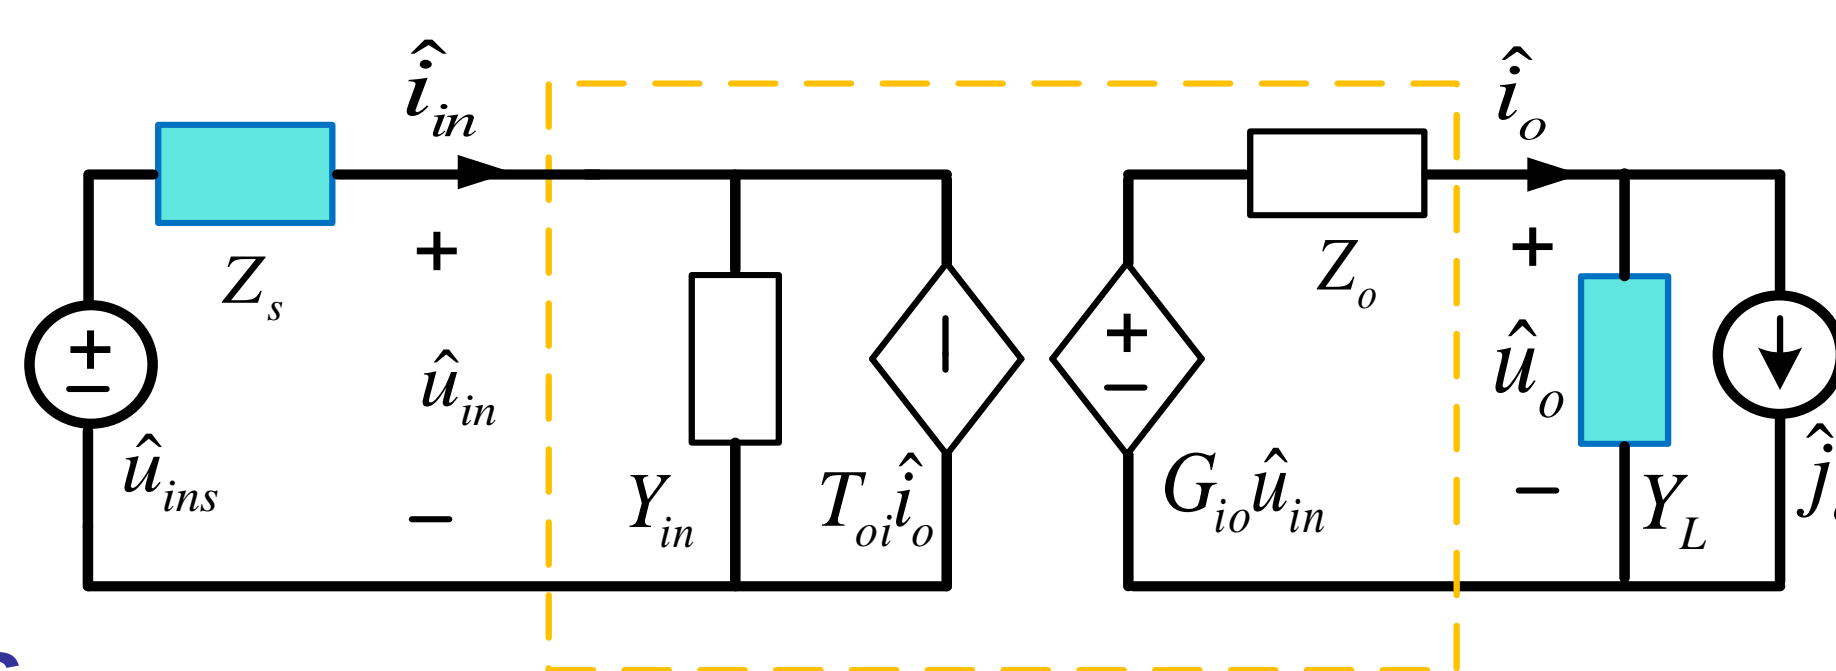 î_in
î_o
+
+
Z_s
Z_o
+
−
û_in
|
+
−
û_o
û_ins
Y_in
T_oi î_o
G_io û_in
−
−
Y_L
ĵ